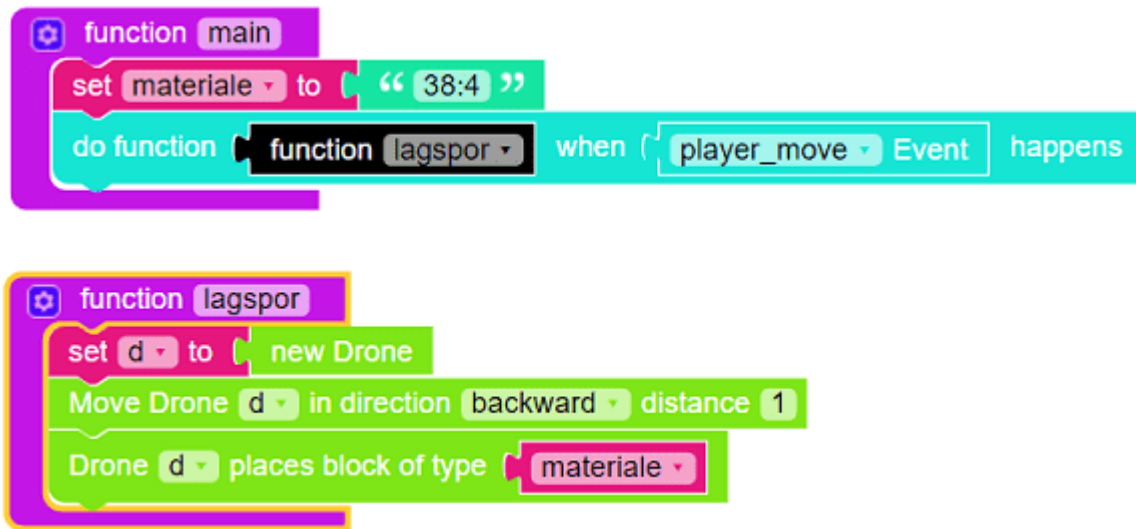 function main
set materiale to “ 38:4 ”
do function function lagspor when player_move Event happens
function lagspor
set d to new Drone
Move Drone d in direction backward distance 1
Drone d places block of type materiale